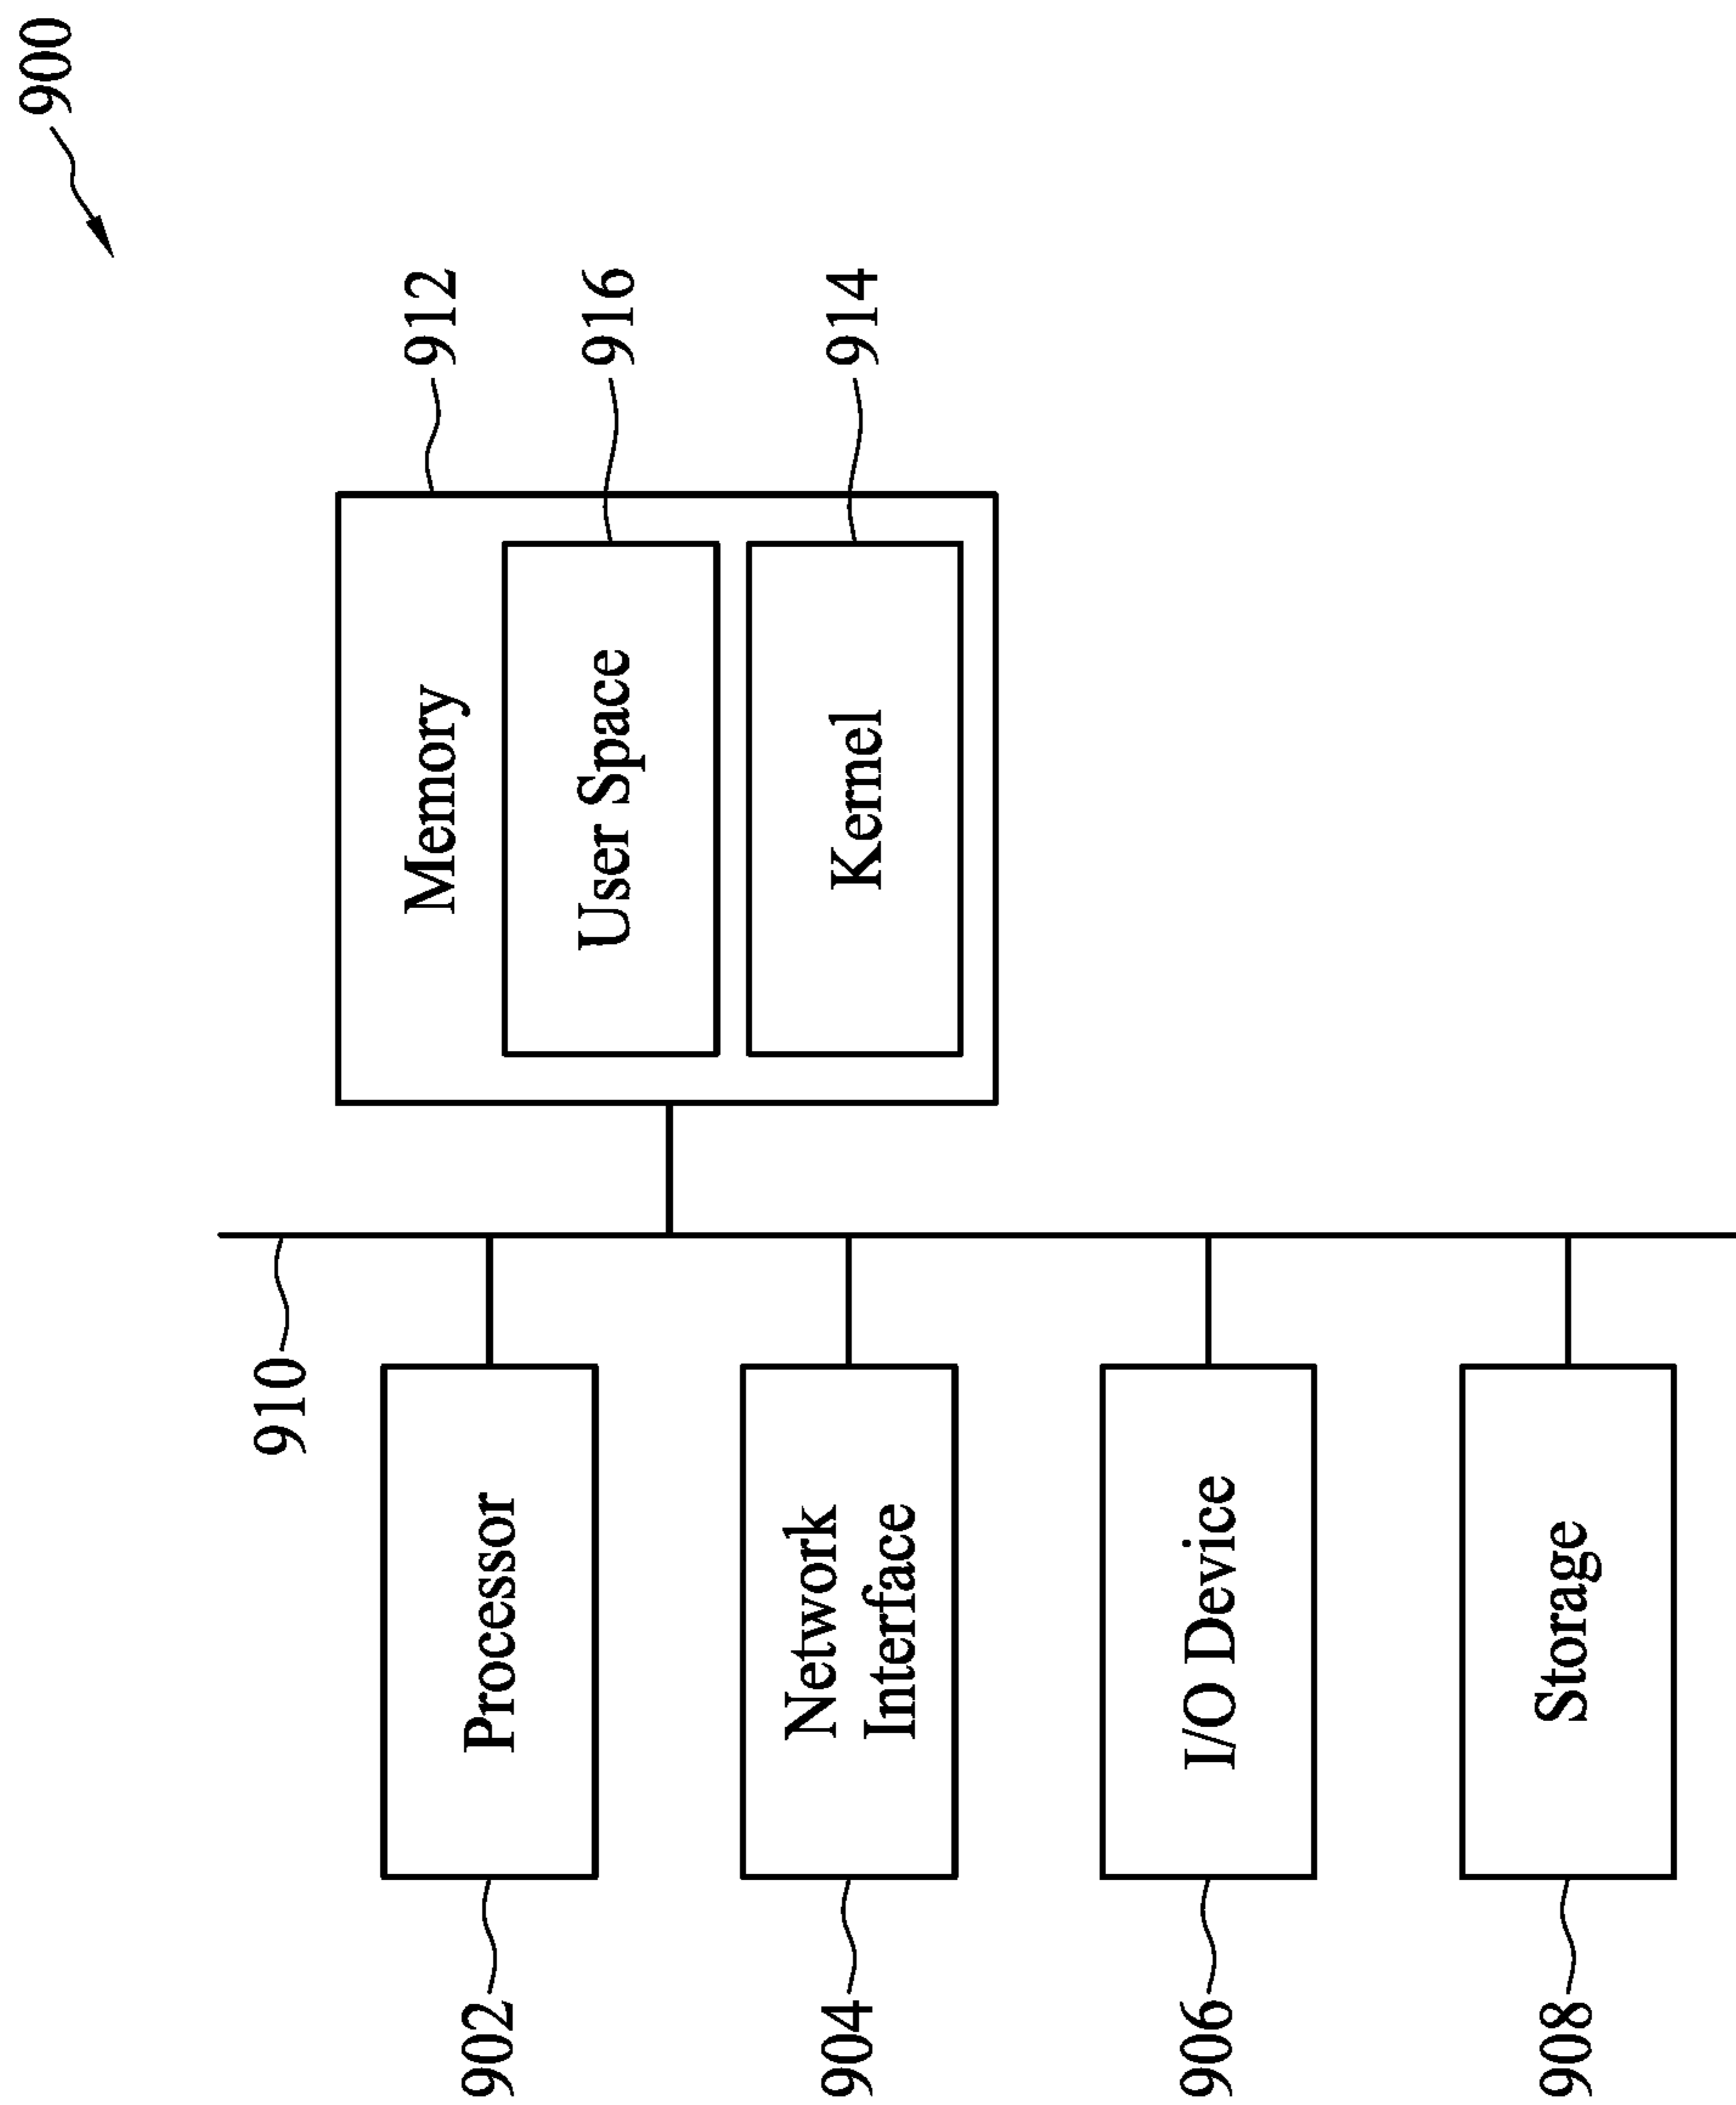 900
912
Memory
916
User Space
914
Kernel
910
902
Processor
904
Network
Interface
906
I/O Device
908
Storage